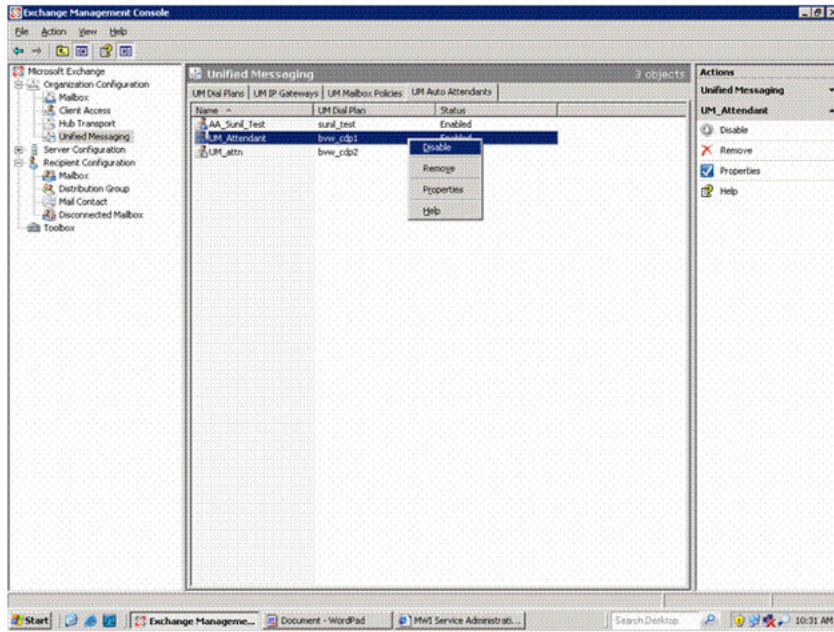 Exchange Management Console
File Action View Help
Microsoft Exchange
Organization Configuration
Mailbox
Client Access
Hub Transport
Unified Messaging
Server Configuration
Recipient Configuration
Mailbox
Distribution Group
Mail Contact
Disconnected Mailbox
Toolbox
Unified Messaging 3 objects
UM Dial Plans UM IP Gateways UM Mailbox Policies UM Auto Attendants
Name UM Dial Plan Status
AA_Sunil_Test sunil_test Enabled
UM_Attendant bvw_cdp1 Enabled
UM_attn bvw_cdp2
Disable
Remove
Properties
Help
Actions
Unified Messaging
UM_Attendant
Disable
Remove
Properties
Help
Start Exchange Manageme... Document - WordPad MWI Service Administrati... Search Desktop 10:31 AM